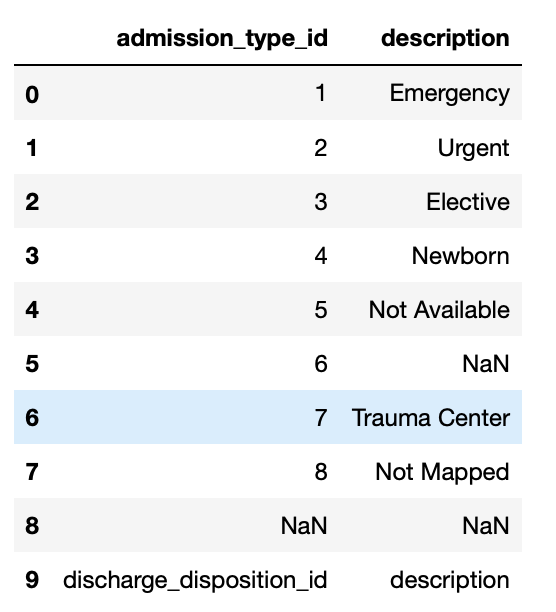 admission_type_id description
0 1 Emergency
1 2 Urgent
2 3 Elective
3 4 Newborn
4 5 Not Available
5 6 NaN
6 7 Trauma Center
7 8 Not Mapped
8 NaN NaN
9 discharge_disposition_id description